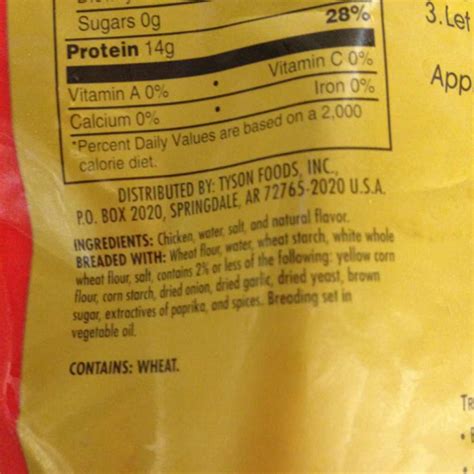 Sugars 0g
28%
Protein 14g
Vitamin A 0% • Vitamin C 0%
Calcium 0% • Iron 0%
*Percent Daily Values are based on a 2,000
calorie diet.
DISTRIBUTED BY: TYSON FOODS, INC.,
P.O. BOX 2020, SPRINGDALE, AR 72765-2020 U.S.A.
INGREDIENTS: Chicken, water, salt, and natural flavor.
BREADED WITH: Wheat flour, water, wheat starch, white whole
wheat flour, salt, contains 2% or less of the following: yellow corn
flour, corn starch, dried onion, dried garlic, dried yeast, brown
sugar, extractives of paprika, and spices. Breading set in
vegetable oil.
CONTAINS: WHEAT.
3. Let
App